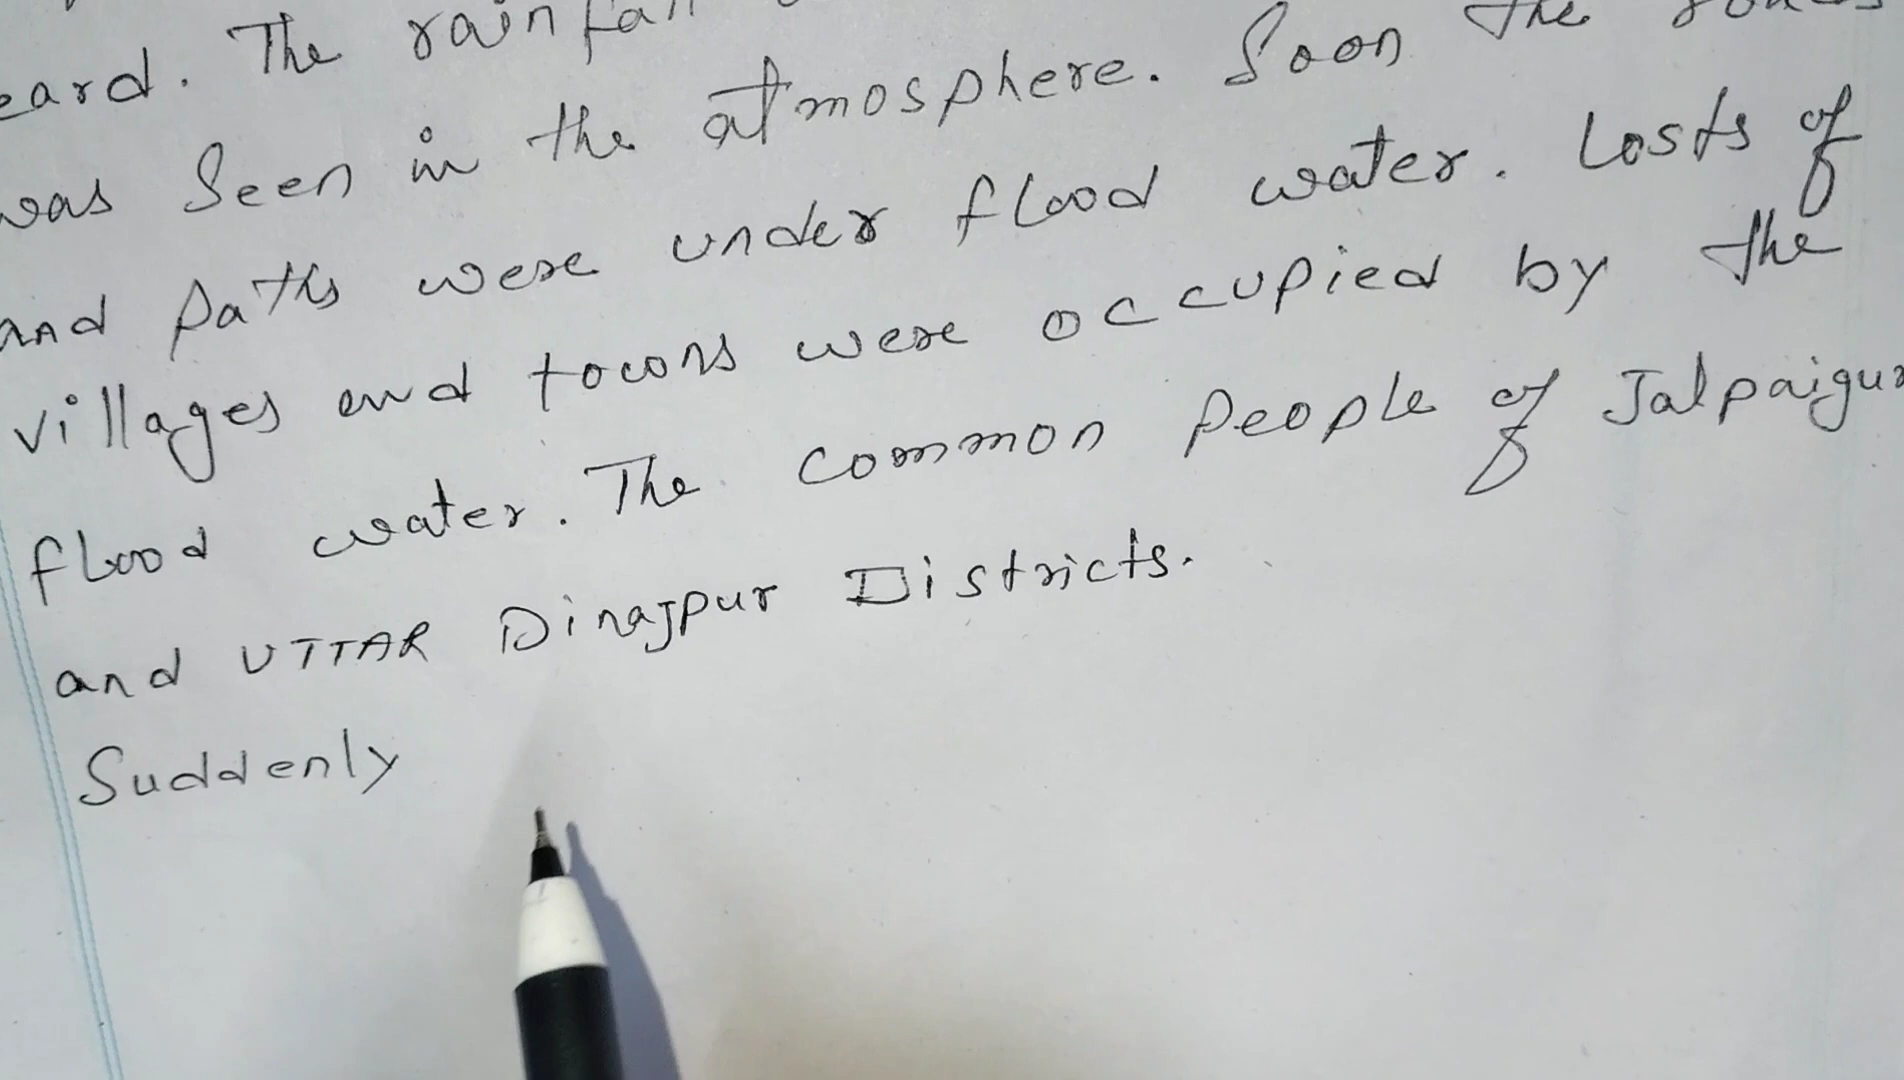 eard. The rainfall
was Seen in the atmosphere. Soon the
and Paths were under flood water. Losts of
villages and towns were occupied by the
flood water. The common People of Jalpaigur
and UTTAR Dinajpur Districts.
Suddenly